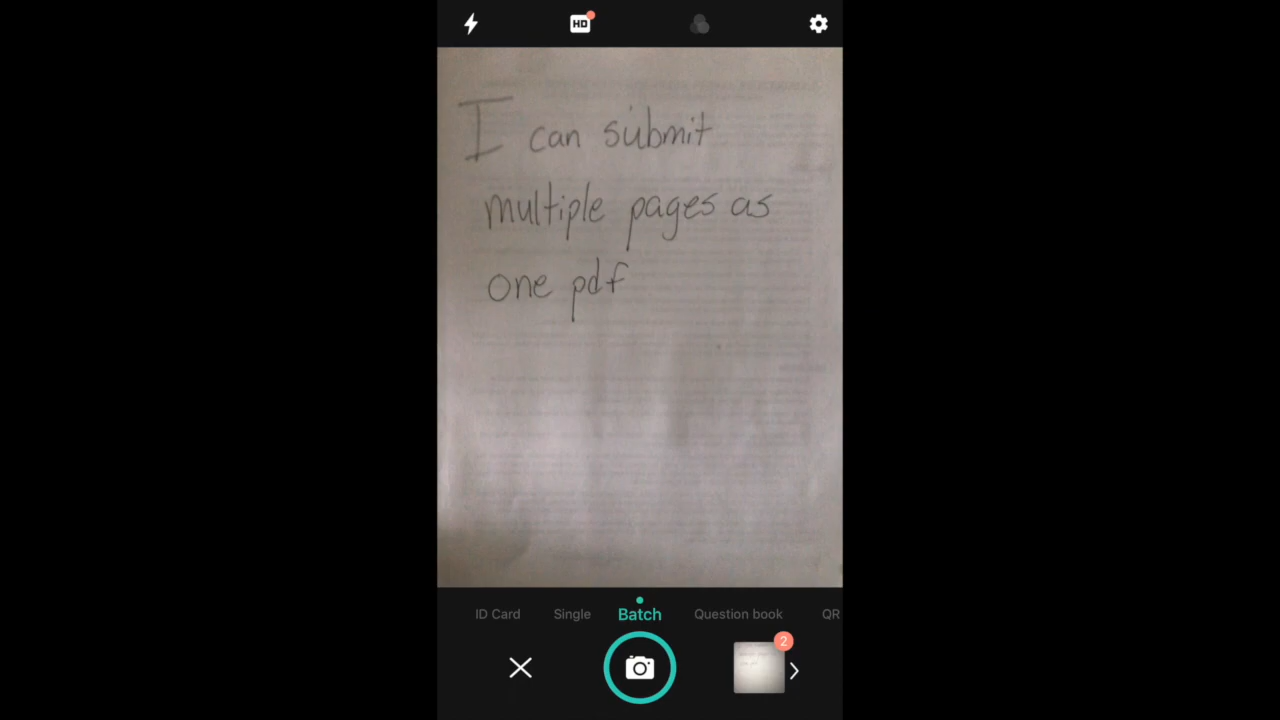 HD
I can submit
multiple pages as
one pdf
ID Card Single Batch Question book QR
2